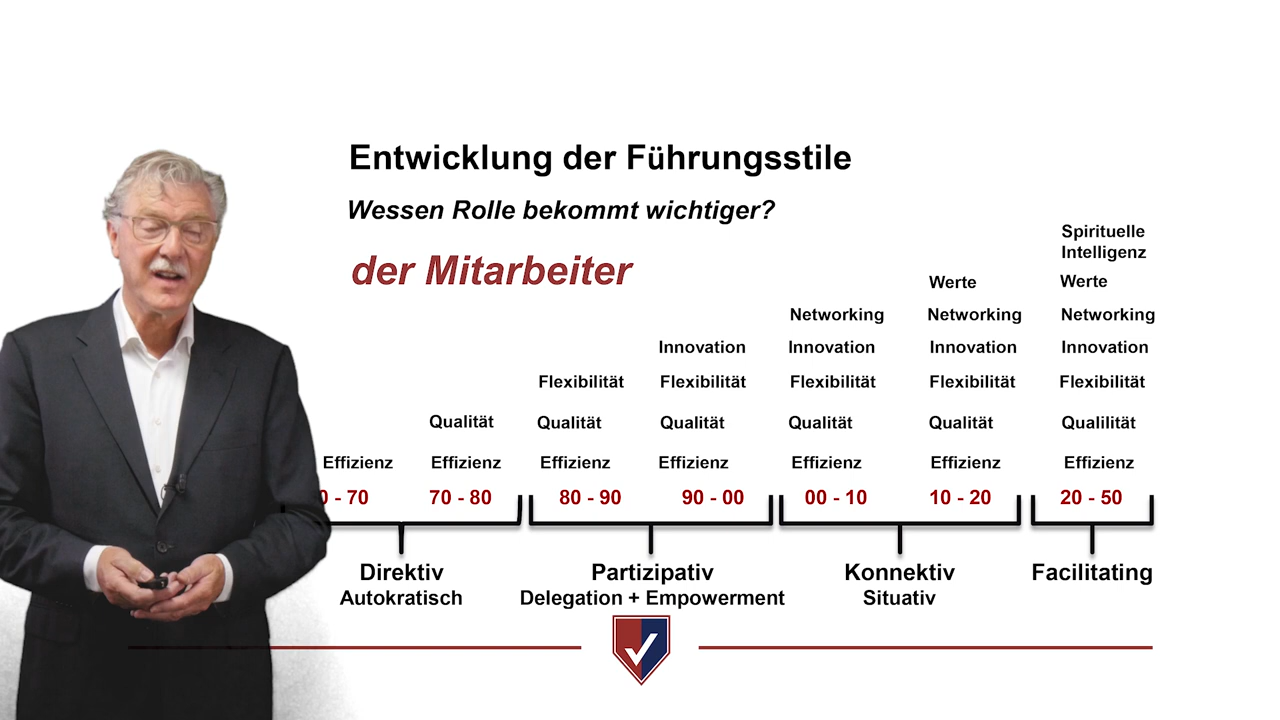 Entwicklung der Führungsstile
Wessen Rolle bekommt wichtiger?
der Mitarbeiter
Spirituelle
Intelligenz
Werte Werte
Networking Networking Networking
Innovation Innovation Innovation Innovation
Flexibilität Flexibilität Flexibilität Flexibilität Flexibilität
Qualität Qualität Qualität Qualität Qualität Qualilität
Effizienz Effizienz Effizienz Effizienz Effizienz Effizienz Effizienz
0 - 70 70 - 80 80 - 90 90 - 00 00 - 10 10 - 20 20 - 50
Direktiv Partizipativ Konnektiv Facilitating
Autokratisch Delegation + Empowerment Situativ